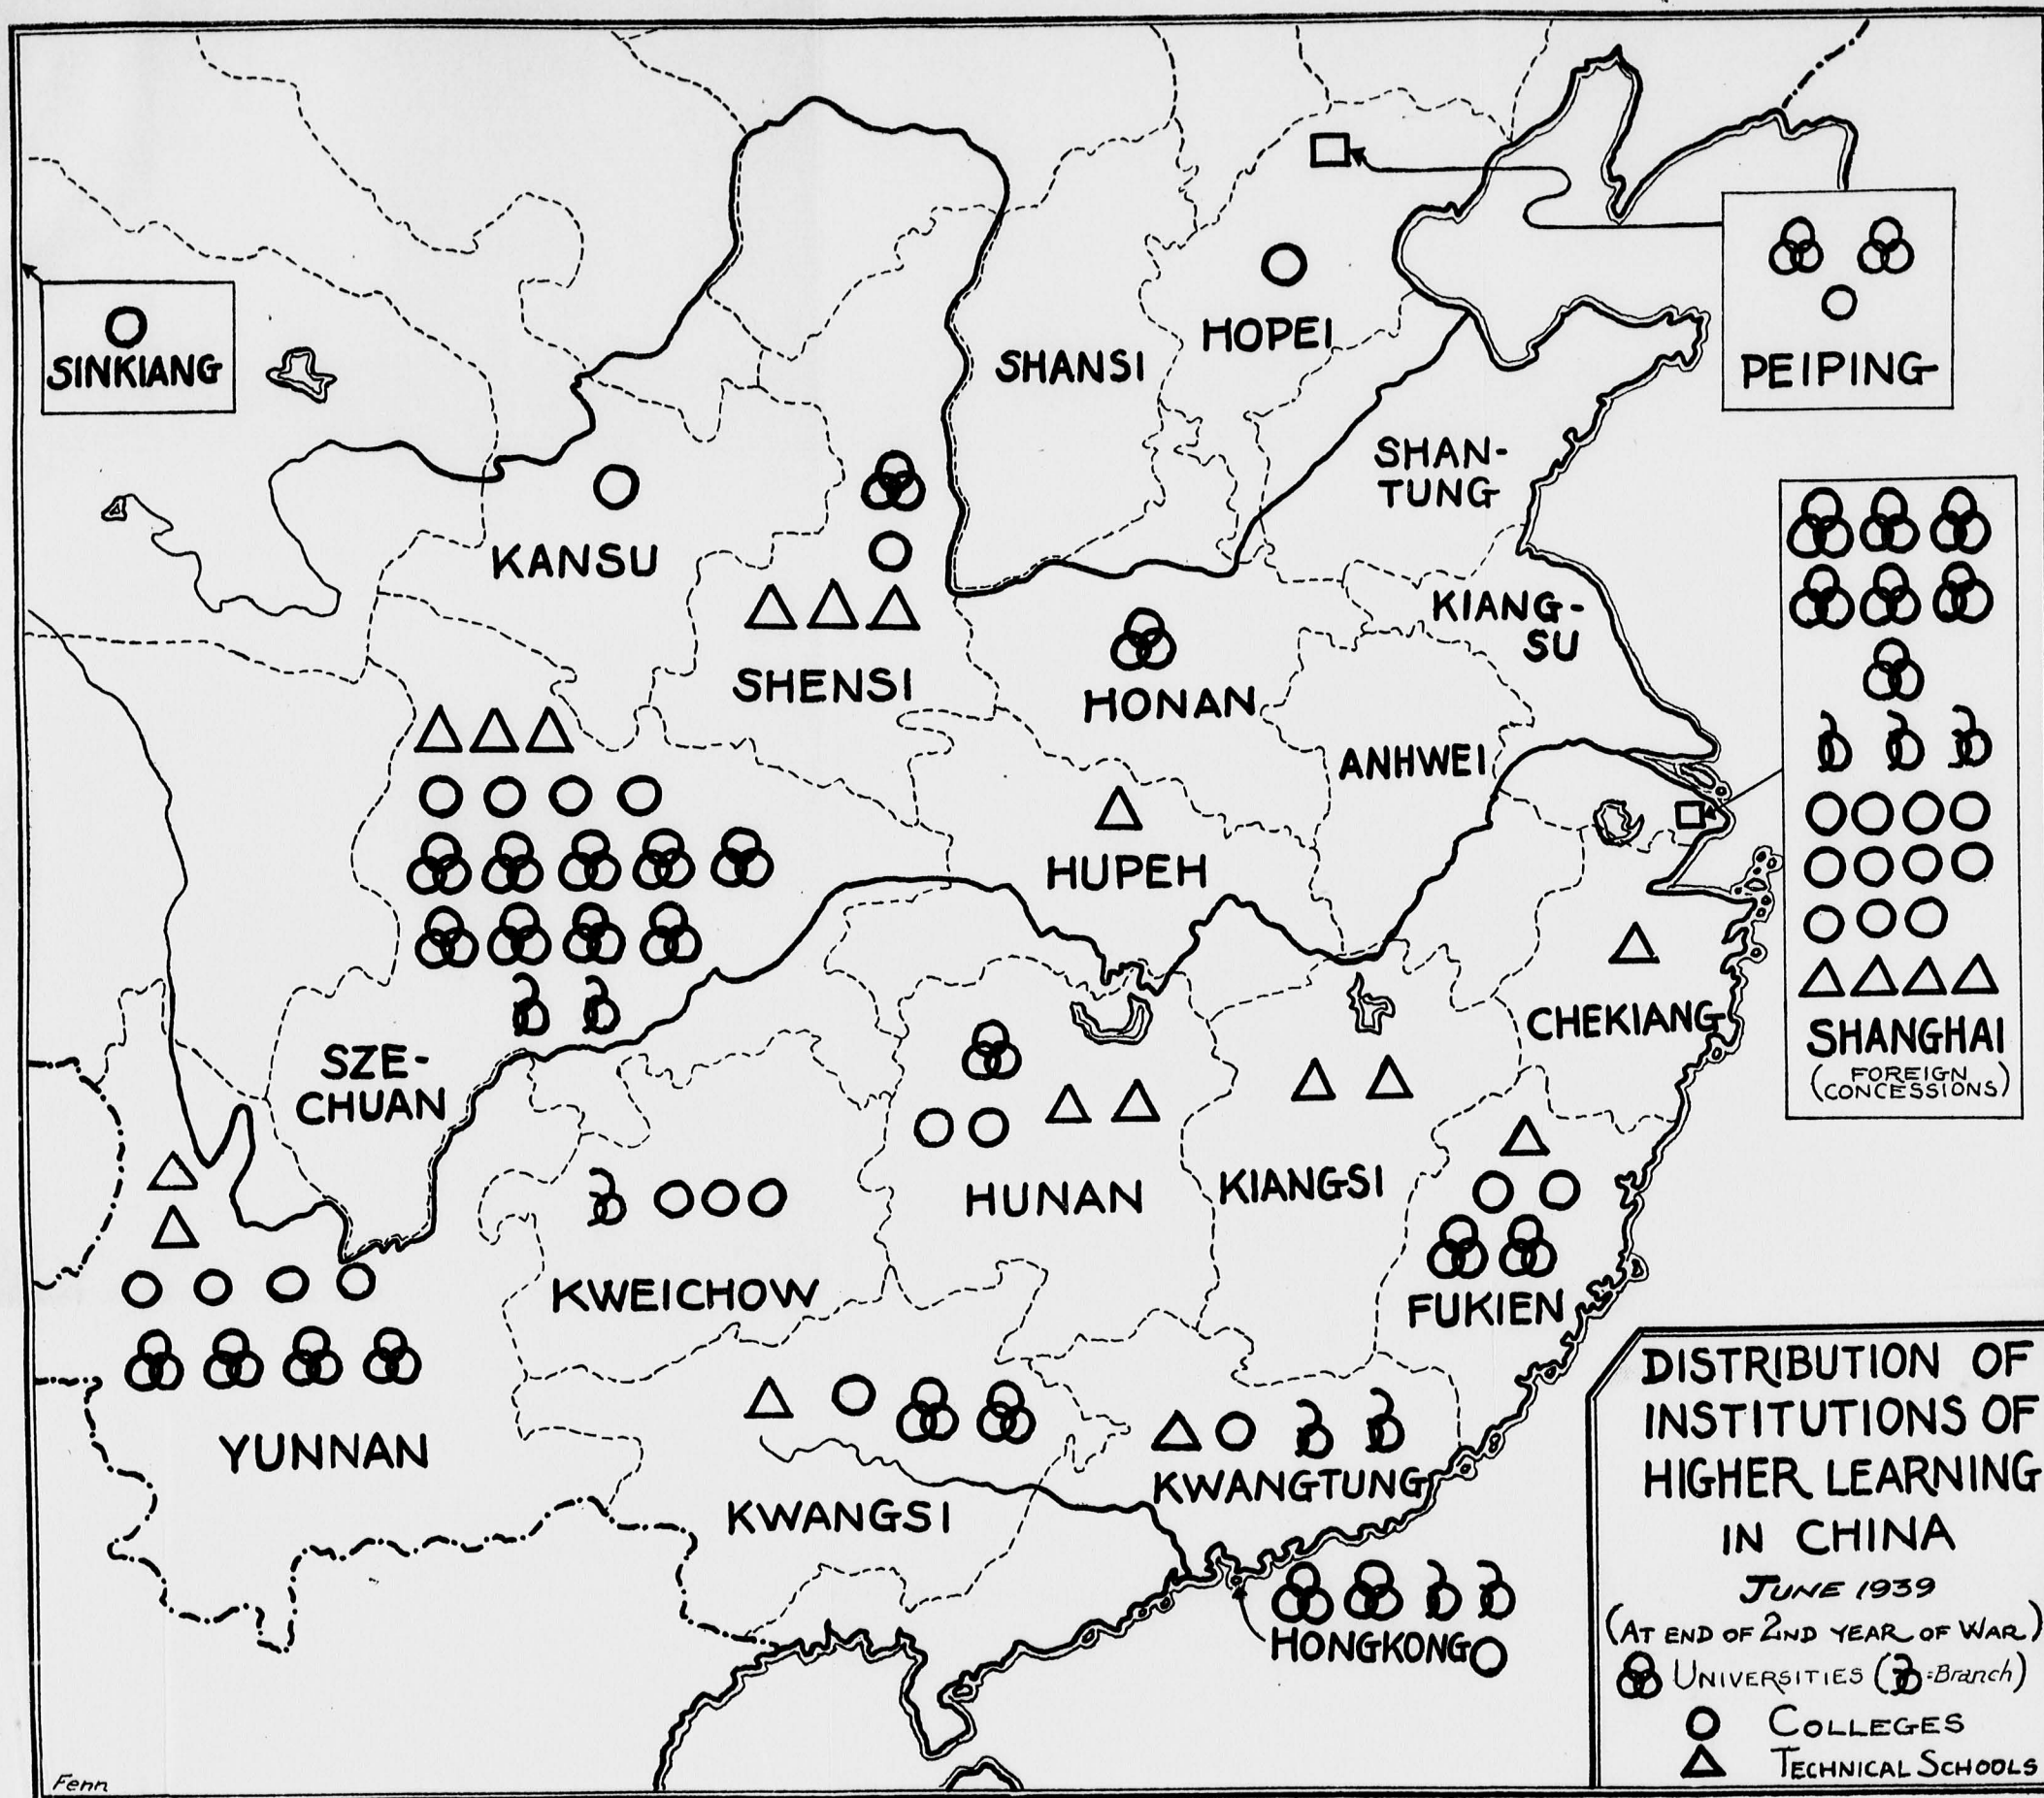 SINKIANG
HOPEI
PEIPING
SHANSI
SHAN-
TUNG
KANSU
KIANG-
SU
SHENSI
HONAN
ANHWEI
HUPEH
CHEKIANG
SHANGHAI
(FOREIGN
CONCESSIONS)
SZE-
CHUAN
HUNAN
KIANGSI
KWEICHOW
FUKIEN
YUNNAN
KWANGTUNG
KWANGSI
HONGKONG
DISTRIBUTION OF
INSTITUTIONS OF
HIGHER LEARNING
IN CHINA
JUNE 1939
(AT END OF 2ND YEAR OF WAR)
UNIVERSITIES ( =Branch)
COLLEGES
TECHNICAL SCHOOLS
Fenn